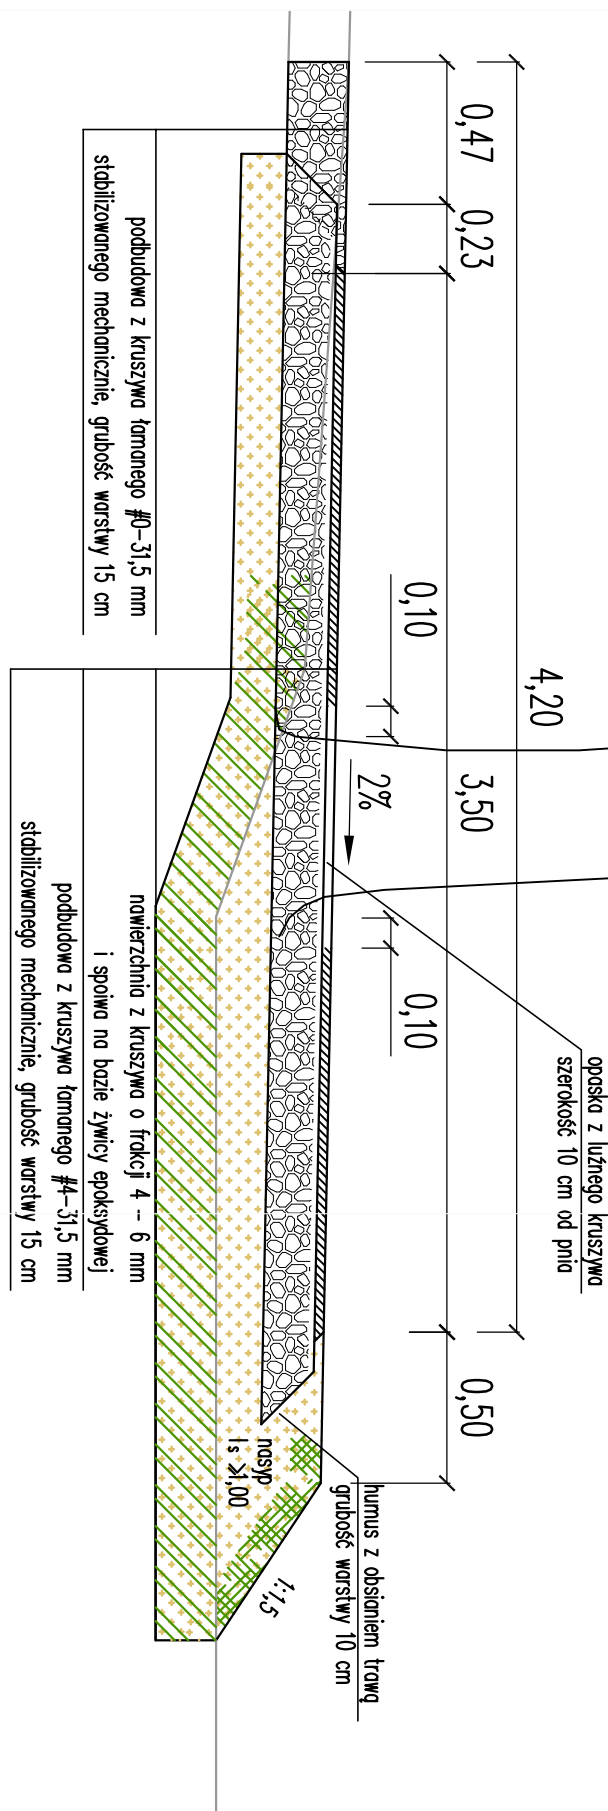 0,47
0,23
3,50
0,50
4,20
0,10
0,10
2%
opaska z luźnego kruszywa
szerokość 10 cm od pnia
humus z obsianiem trawą
grubość warstwy 10 cm
1:1,5
nasyp
Is ≥1,00
podbudowa z kruszywa łamanego #0-31,5 mm
stabilizowanego mechanicznie, grubość warstwy 15 cm
nawierzchnia z kruszywa o frakcji 4 - 6 mm
i spoiwa na bazie żywicy epoksydowej
podbudowa z kruszywa łamanego #4-31,5 mm
stabilizowanego mechanicznie, grubość warstwy 15 cm